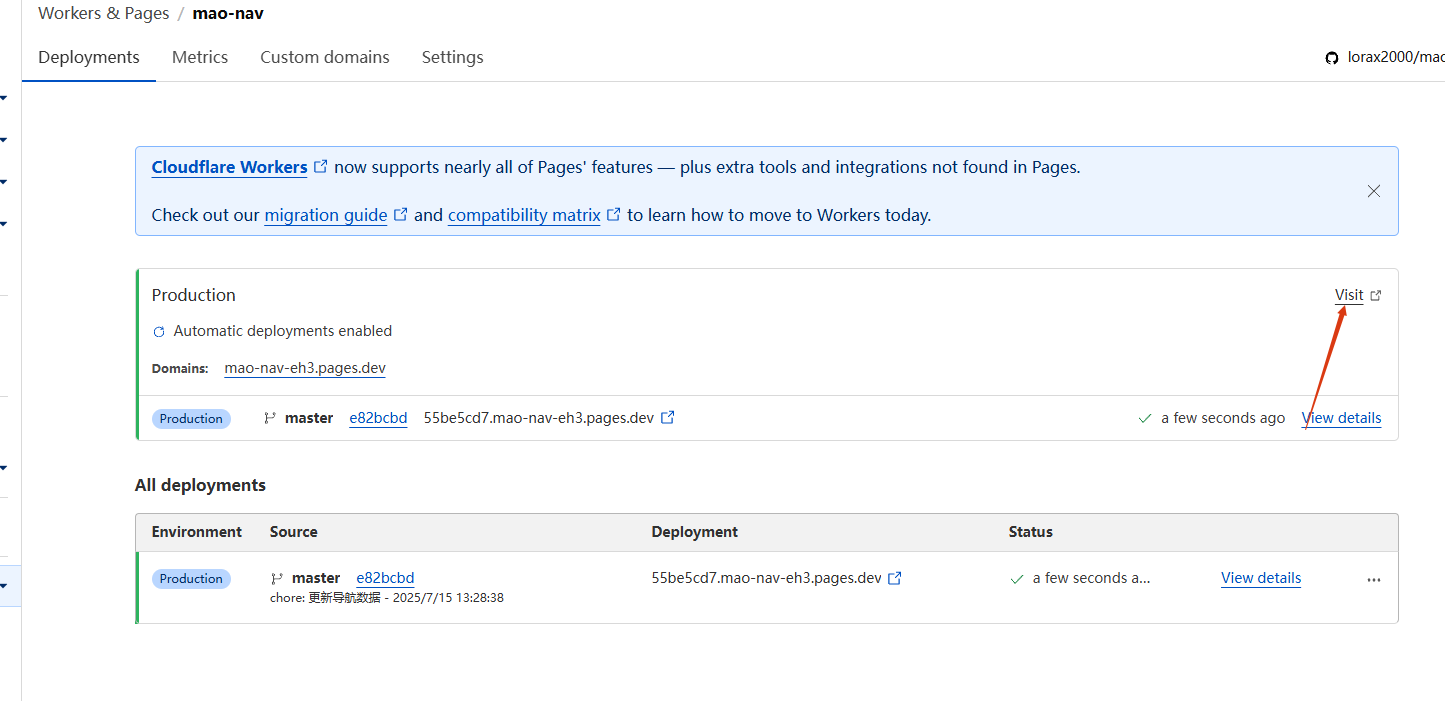 Workers & Pages / mao-nav
Deployments Metrics Custom domains Settings lorax2000/mao
Cloudflare Workers now supports nearly all of Pages' features — plus extra tools and integrations not found in Pages.
Check out our migration guide and compatibility matrix to learn how to move to Workers today.
Production Visit
Automatic deployments enabled
Domains: mao-nav-eh3.pages.dev
Production master e82bcbd 55be5cd7.mao-nav-eh3.pages.dev a few seconds ago View details
All deployments
Environment Source Deployment Status
Production master e82bcbd 55be5cd7.mao-nav-eh3.pages.dev a few seconds a... View details ...
chore: 更新导航数据 - 2025/7/15 13:28:38